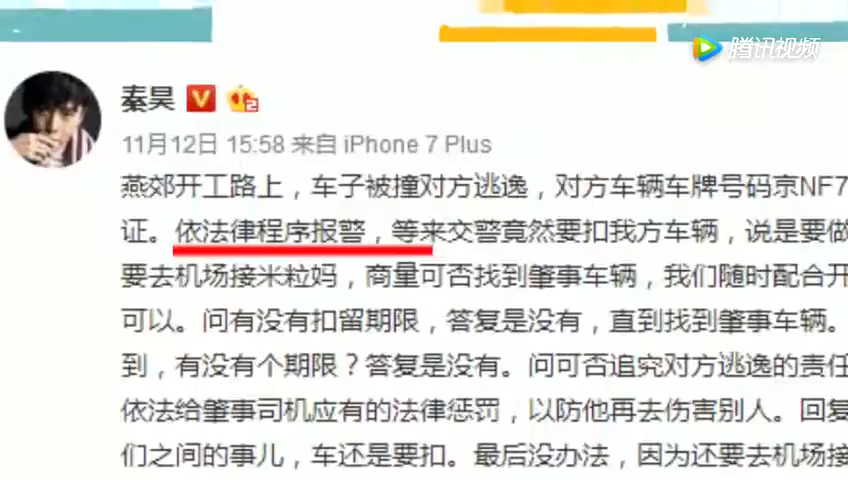 腾讯视频
秦昊
V
2
11月12日 15:58 来自 iPhone 7 Plus
燕郊开工路上，车子被撞对方逃逸，对方车辆车牌号码京NF7
证。依法律程序报警，等来交警竟然要扣我方车辆，说是要做
要去机场接米粒妈，商量可否找到肇事车辆，我们随时配合开
可以。问有没有扣留期限，答复是没有，直到找到肇事车辆。
到，有没有个期限？答复是没有。问可否追究对方逃逸的责任
依法给肇事司机应有的法律惩罚，以防他再去伤害别人。回复
们之间的事儿，车还是要扣。最后没办法，因为还要去机场接